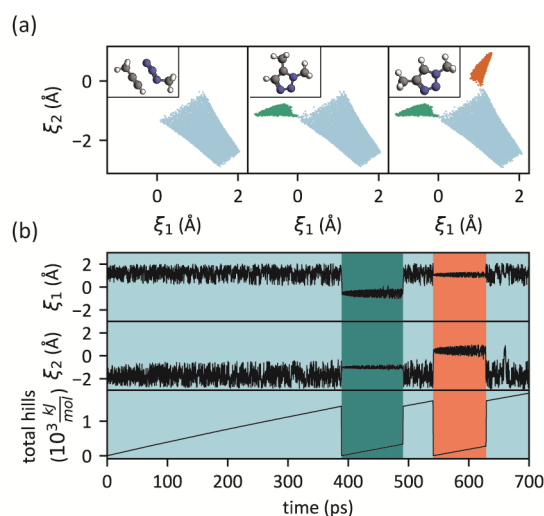 (a)
0
−2
ξ2 (Å)
0 2 0 2 0 2
ξ1 (Å) ξ1 (Å) ξ1 (Å)
(b)
2
0
−2
ξ1 (Å)
2
0
−2
ξ2 (Å)
1
0
total hills
(10³ kJ/mol)
0 100 200 300 400 500 600 700
time (ps)